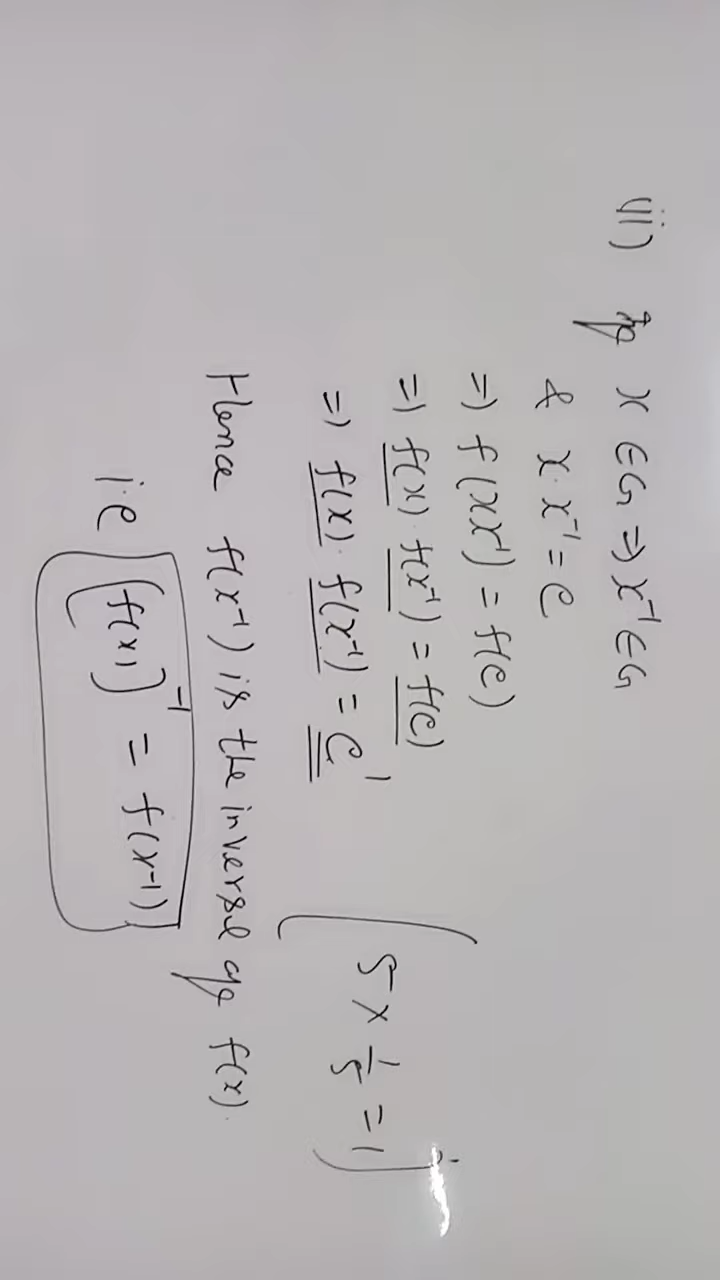 (ii) If x ∈ G ⇒ x⁻¹ ∈ G
& x · x⁻¹ = e
⇒ f(xx⁻¹) = f(e)
⇒ f(x) · f(x⁻¹) = f(e)
⇒ f(x) · f(x⁻¹) = e'
(5 × 1/5 = 1)
Hence f(x⁻¹) is the inverse of f(x).
i.e [f(x)]⁻¹ = f(x⁻¹)